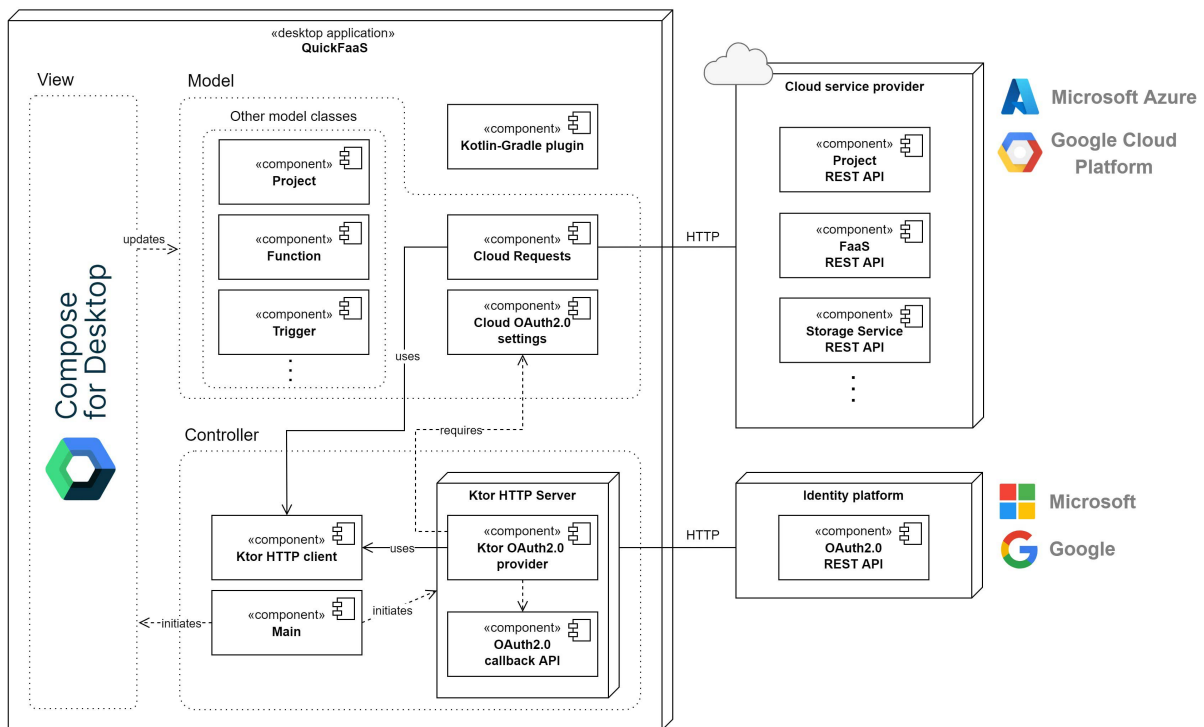 «desktop application»
QuickFaaS
View
Model
Other model classes
«component»
Project
«component»
Function
«component»
Trigger
«component»
Kotlin-Gradle plugin
«component»
Cloud Requests
«component»
Cloud OAuth2.0
settings
updates
uses
requires
Compose
for Desktop
Controller
«component»
Ktor HTTP client
«component»
Main
Ktor HTTP Server
«component»
Ktor OAuth2.0
provider
«component»
OAuth2.0
callback API
uses
initiates
initiates
HTTP
HTTP
Cloud service provider
«component»
Project
REST API
«component»
FaaS
REST API
«component»
Storage Service
REST API
Identity platform
«component»
OAuth2.0
REST API
Microsoft Azure
Google Cloud
Platform
Microsoft
Google